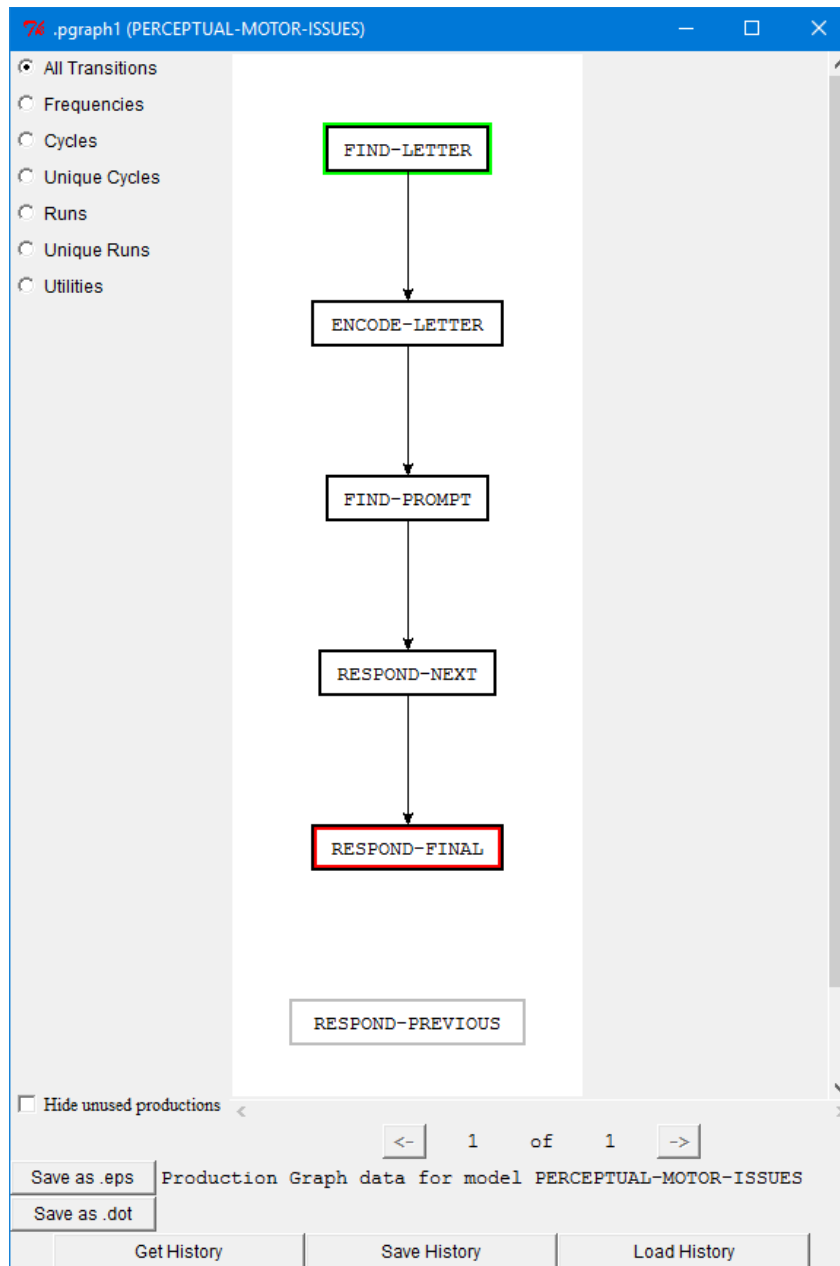 .pgraph1 (PERCEPTUAL-MOTOR-ISSUES)
All Transitions
Frequencies
Cycles
Unique Cycles
Runs
Unique Runs
Utilities
FIND-LETTER
ENCODE-LETTER
FIND-PROMPT
RESPOND-NEXT
RESPOND-FINAL
RESPOND-PREVIOUS
Hide unused productions
<- 1 of 1 ->
Save as .eps Production Graph data for model PERCEPTUAL-MOTOR-ISSUES
Save as .dot
Get History Save History Load History